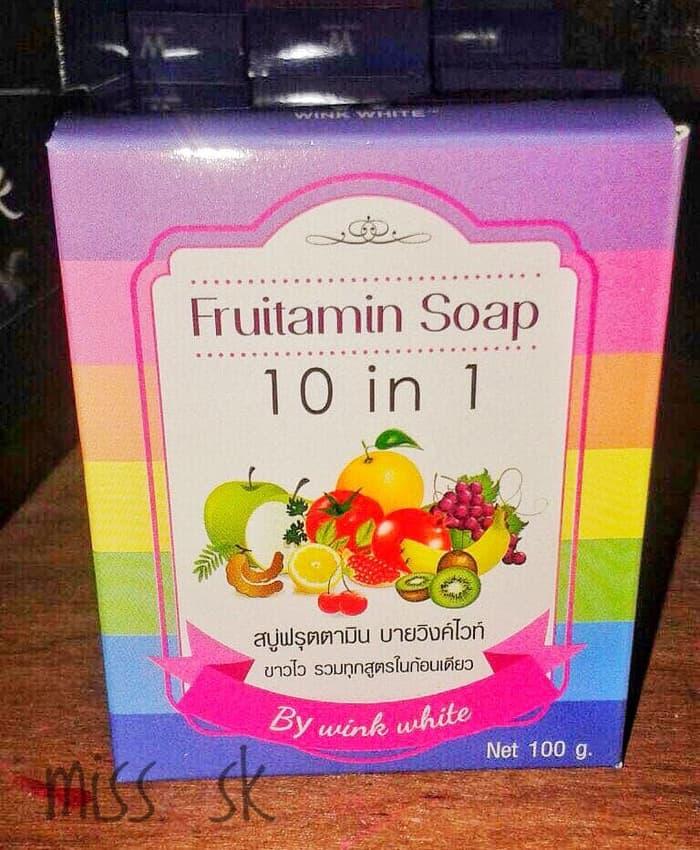 WINK WHITE
Fruitamin Soap
10 in 1
สบู่ฟรุตตามิน บายวิงค์ไวท์
ขาวไว รวมทุกสูตรในก้อนเดียว
By wink white
Net 100 g.
miss sk